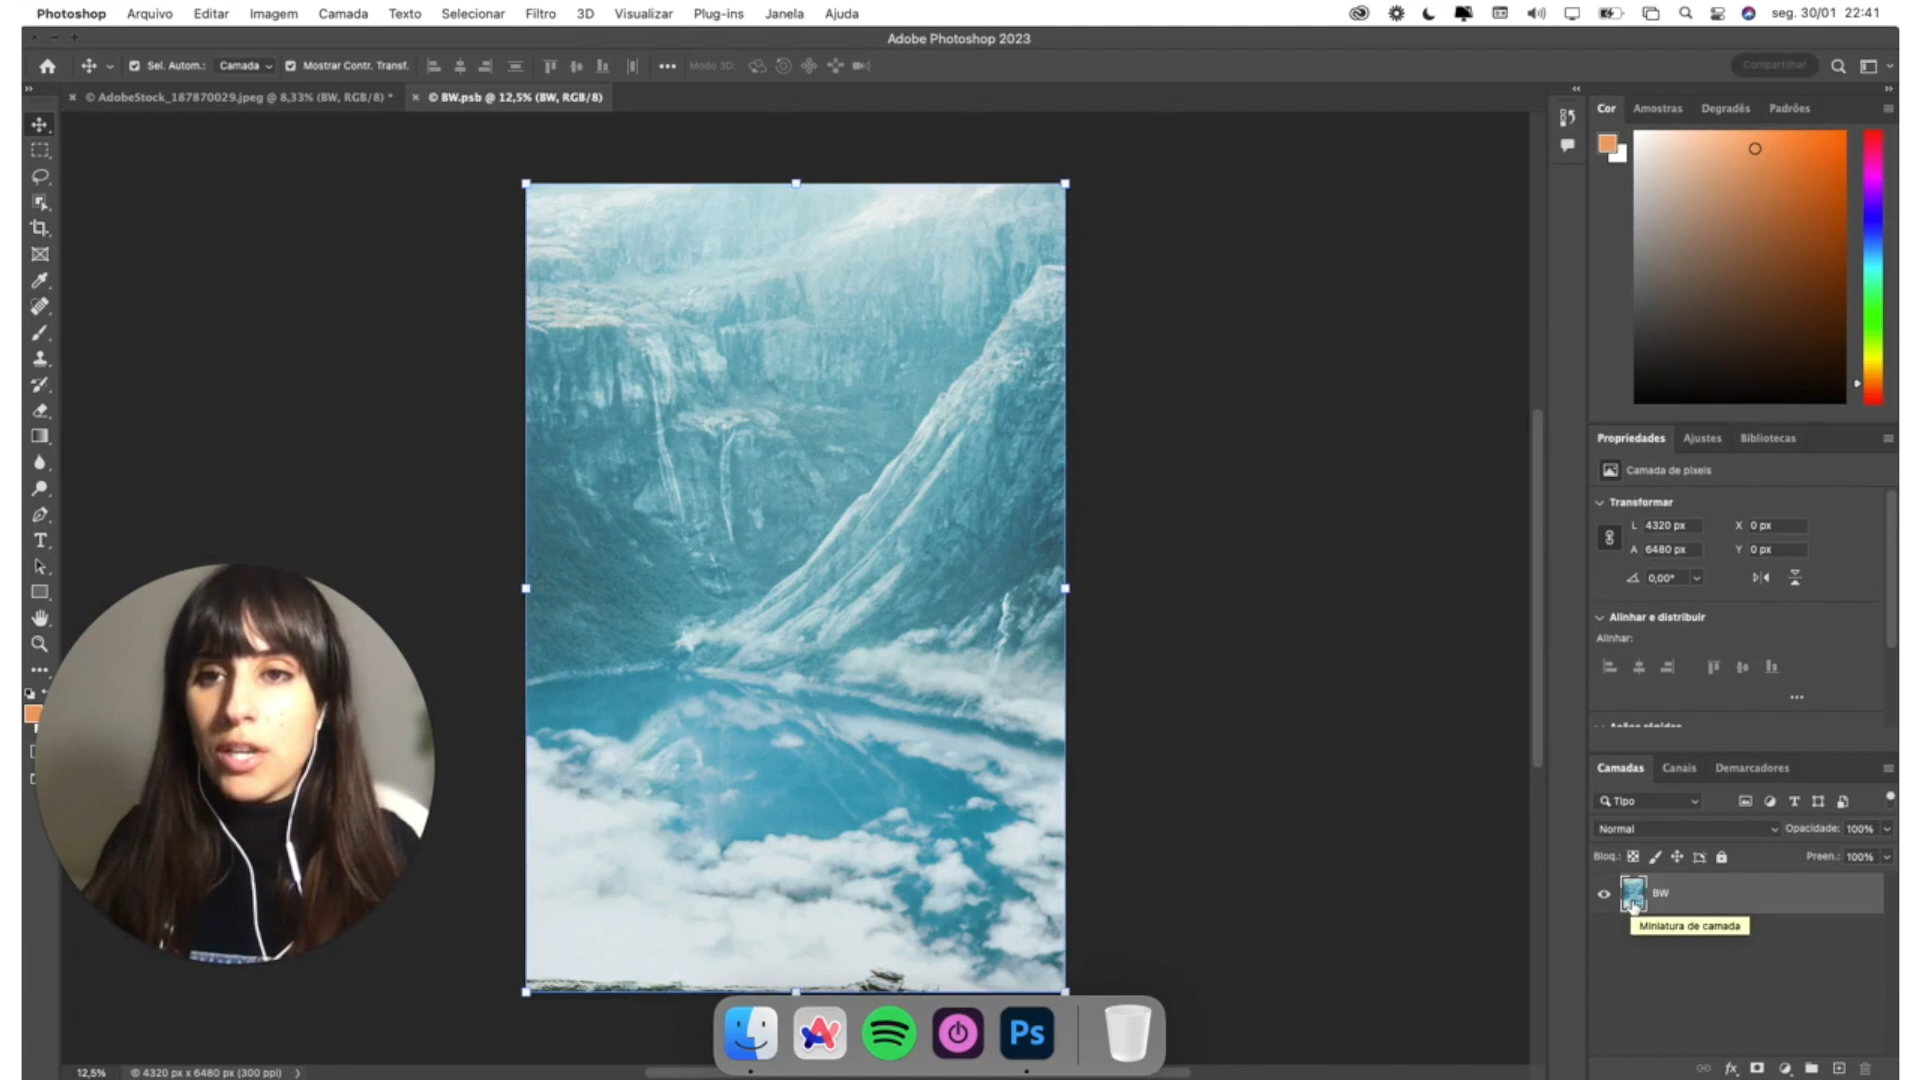 Photoshop Arquivo Editar Imagem Camada Texto Selecionar Filtro 3D Visualizar Plug-ins Janela Ajuda seg. 30/01 22:41
Adobe Photoshop 2023
Sel. Autom.: Camada Mostrar Contr. Transf. Modo 3D: Compartilhar
© AdobeStock_187870029.jpeg @ 8,33% (BW, RGB/8) * © BW.psb @ 12,5% (BW, RGB/8)
Cor Amostras Degradês Padrões
Propriedades Ajustes Bibliotecas
Camada de pixels
Transformar
L 4320 px X 0 px
A 6480 px Y 0 px
0,00°
Alinhar e distribuir
Alinhar:
Camadas Canais Demarcadores
Tipo
Normal Opacidade: 100%
Bloq.: Preen.: 100%
BW
Miniatura de camada
Ps
12,5% © 4320 px x 6480 px (300 ppi)